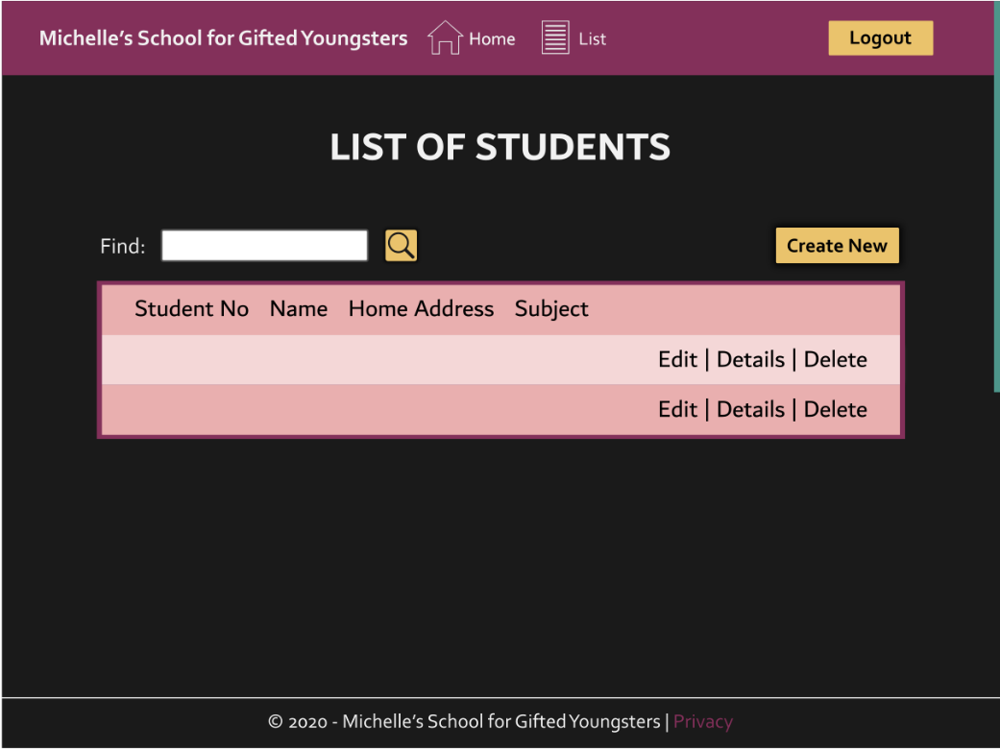 Michelle’s School for Gifted Youngsters Home List Logout
LIST OF STUDENTS
Find: Create New
Student No Name Home Address Subject
Edit | Details | Delete
Edit | Details | Delete
© 2020 - Michelle’s School for Gifted Youngsters | Privacy